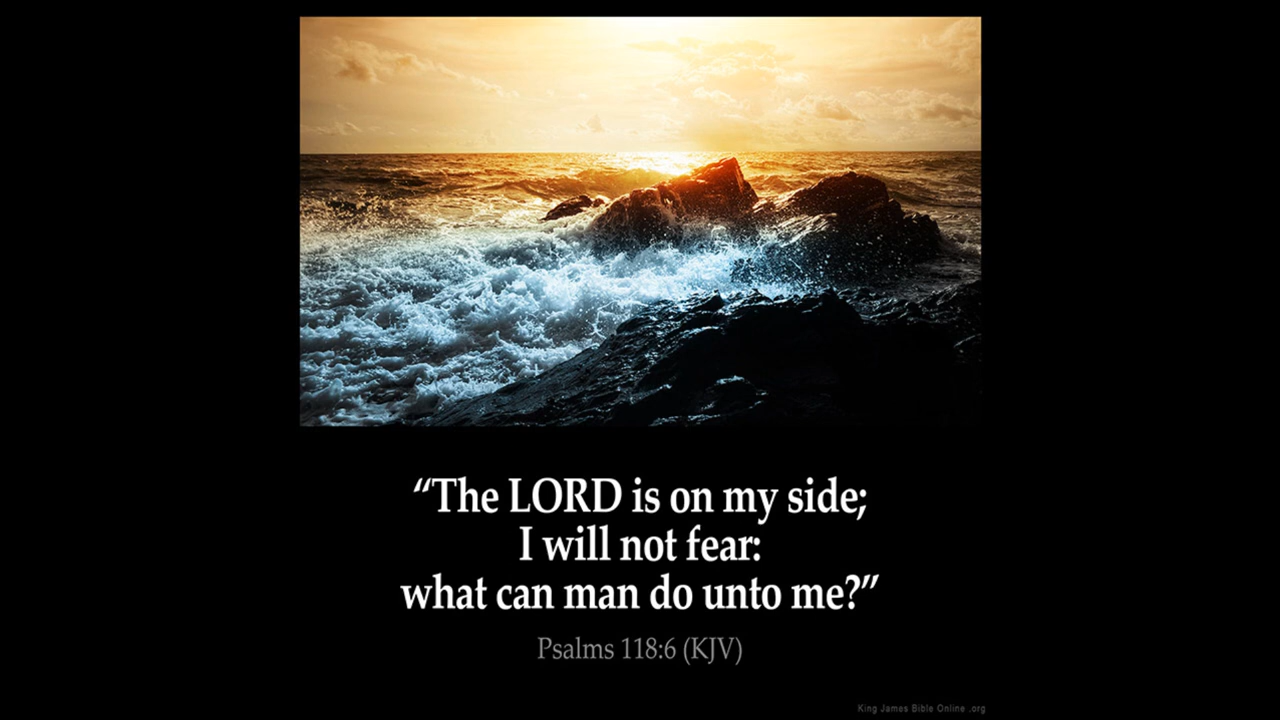 “The LORD is on my side;
I will not fear:
what can man do unto me?”
Psalms 118:6 (KJV)
King James Bible Online .org